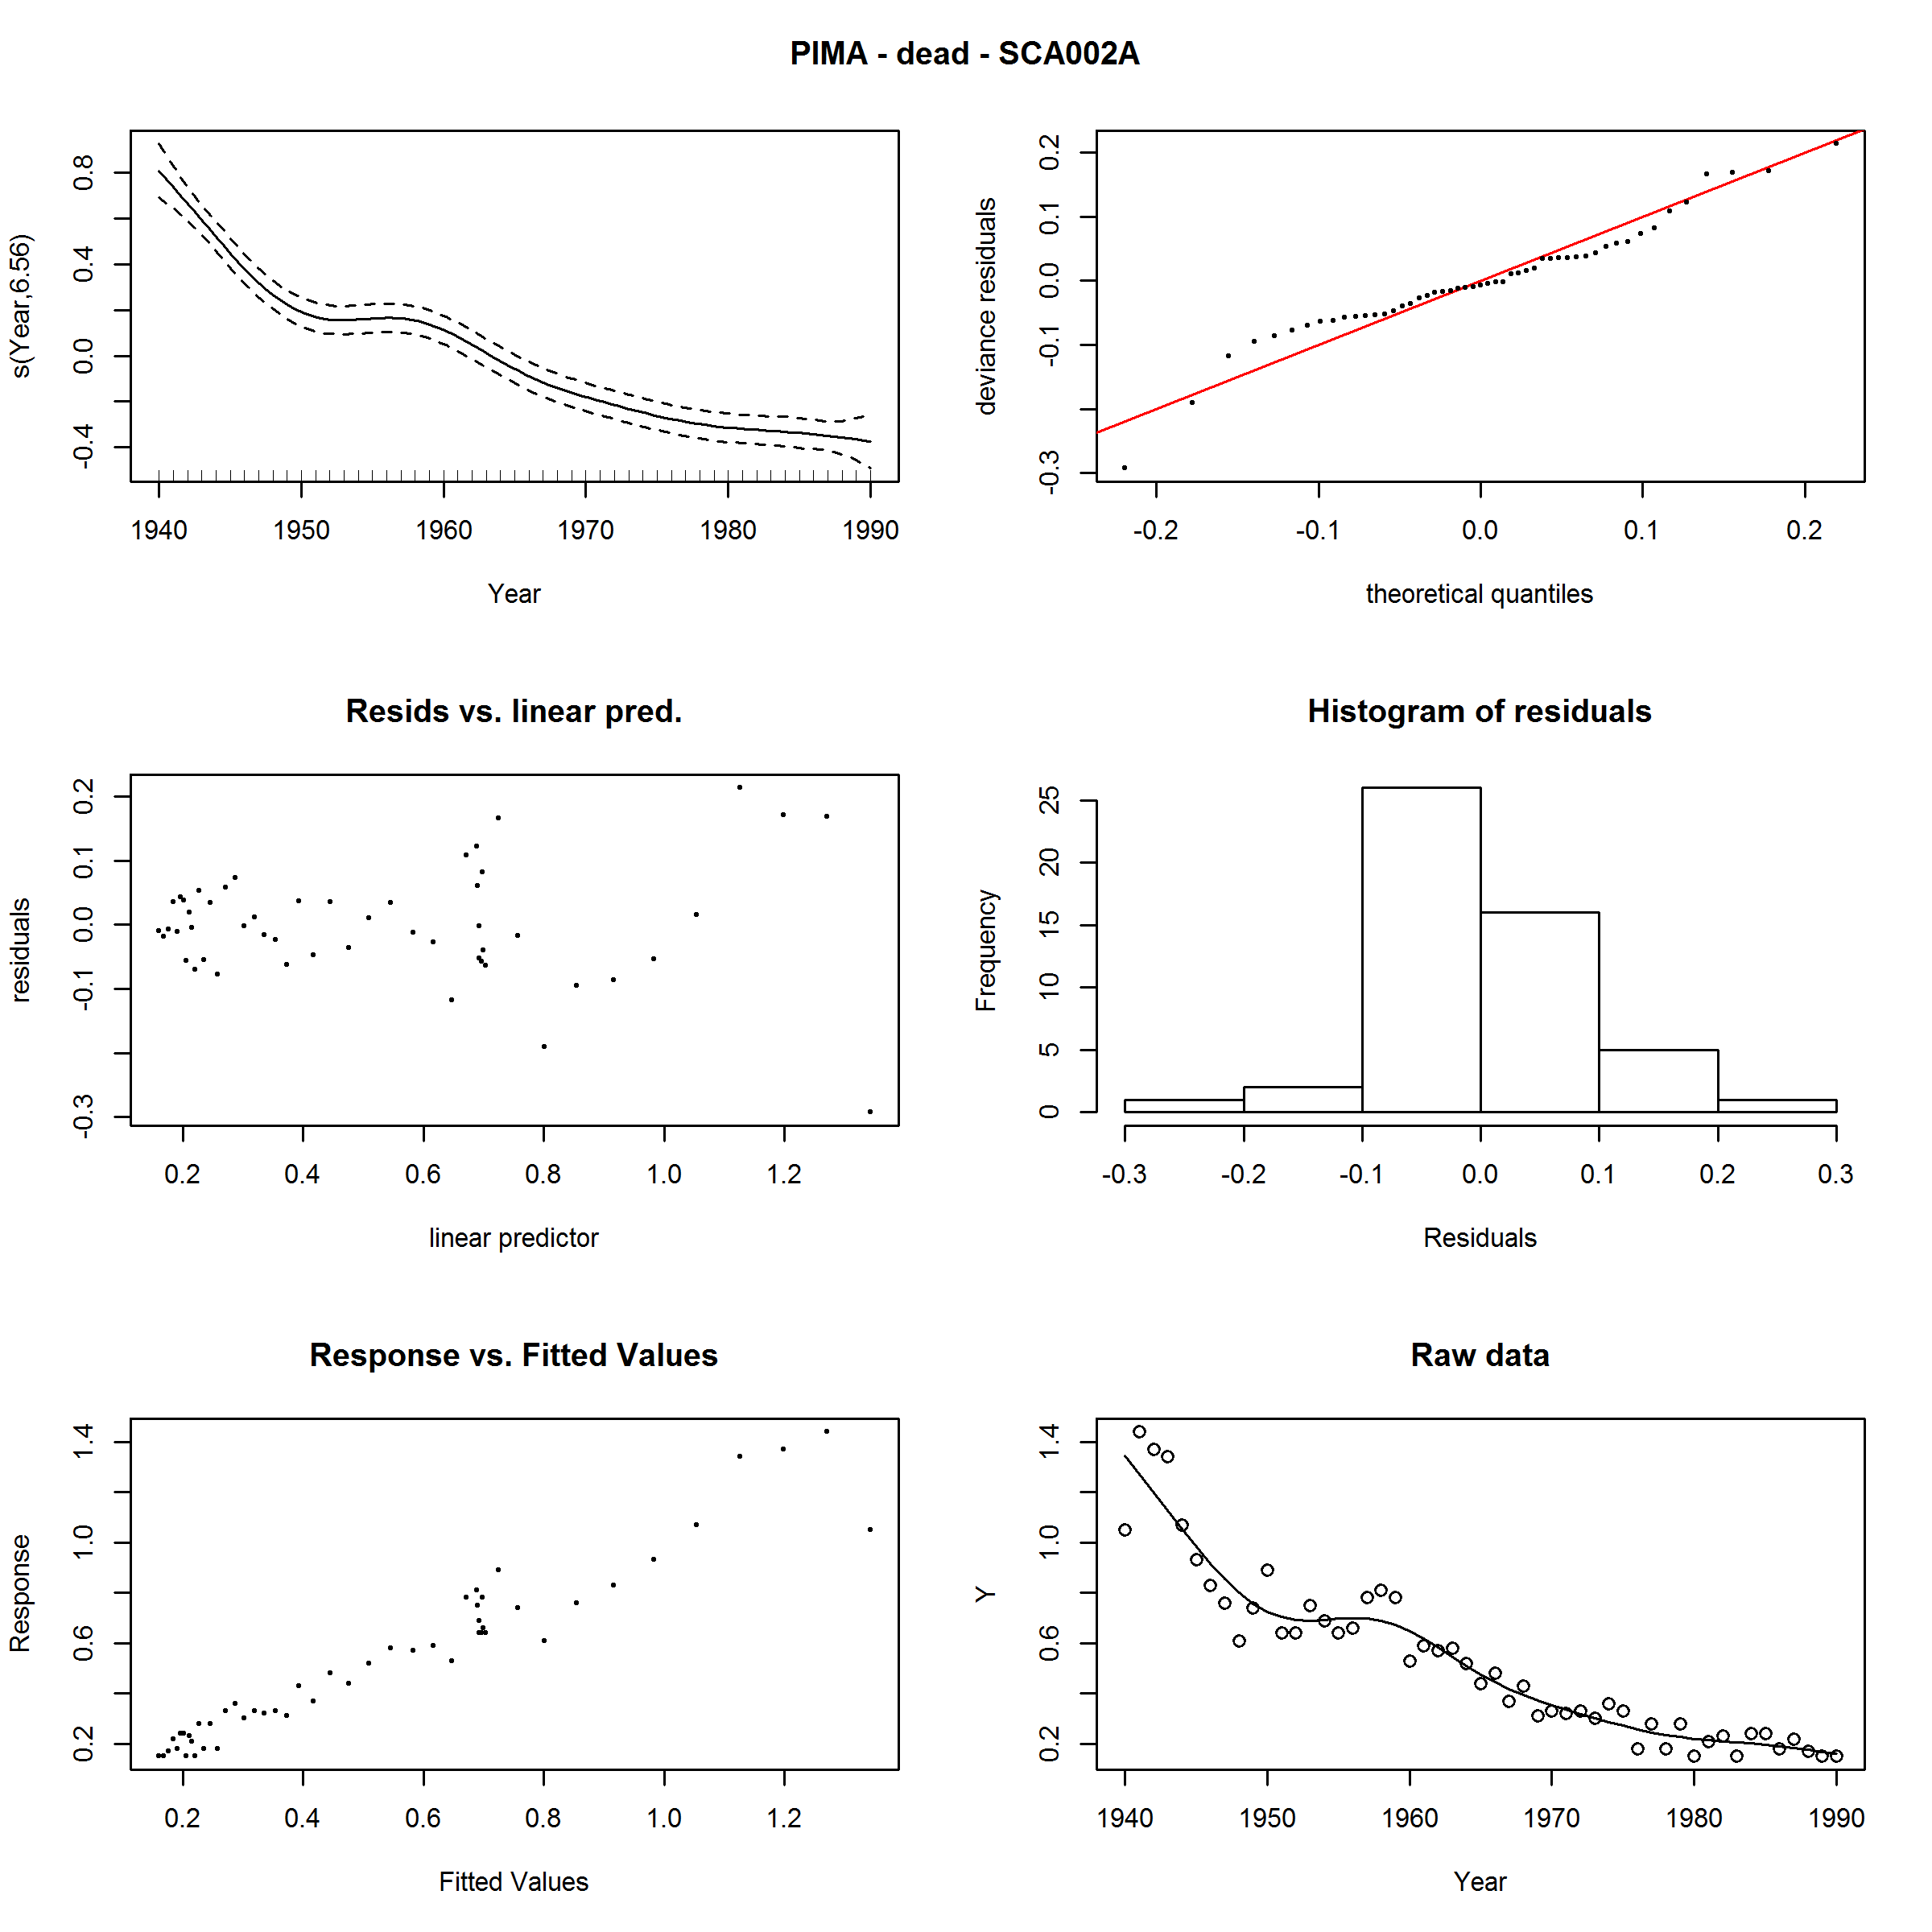 PIMA - dead - SCA002A
s(Year,6.56)
0.8
0.4
0.0
-0.4
1940 1950 1960 1970 1980 1990
Year
deviance residuals
0.2
0.1
0.0
-0.1
-0.3
-0.2 -0.1 0.0 0.1 0.2
theoretical quantiles
Resids vs. linear pred.
residuals
0.2
0.1
0.0
-0.1
-0.3
0.2 0.4 0.6 0.8 1.0 1.2
linear predictor
Histogram of residuals
Frequency
25
20
15
10
5
0
-0.3 -0.2 -0.1 0.0 0.1 0.2 0.3
Residuals
Response vs. Fitted Values
Response
1.4
1.0
0.6
0.2
0.2 0.4 0.6 0.8 1.0 1.2
Fitted Values
Raw data
Y
1.4
1.0
0.6
0.2
1940 1950 1960 1970 1980 1990
Year